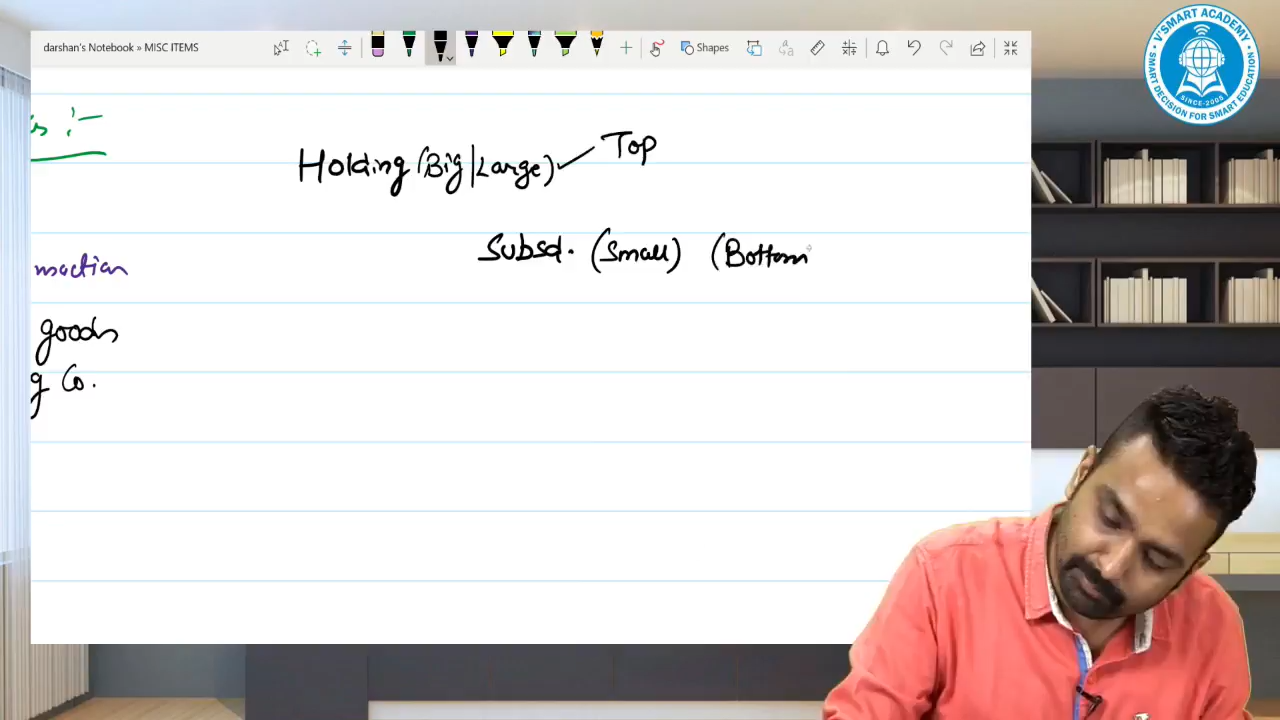 darshan's Notebook » MISC ITEMS
Shapes
V'SMART ACADEMY
SMART DECISION FOR SMART EDUCATION
SINCE-2005
:-
Holding (Big|Large) Top
Subsd. (Small) (Bottom
goods
g Co.